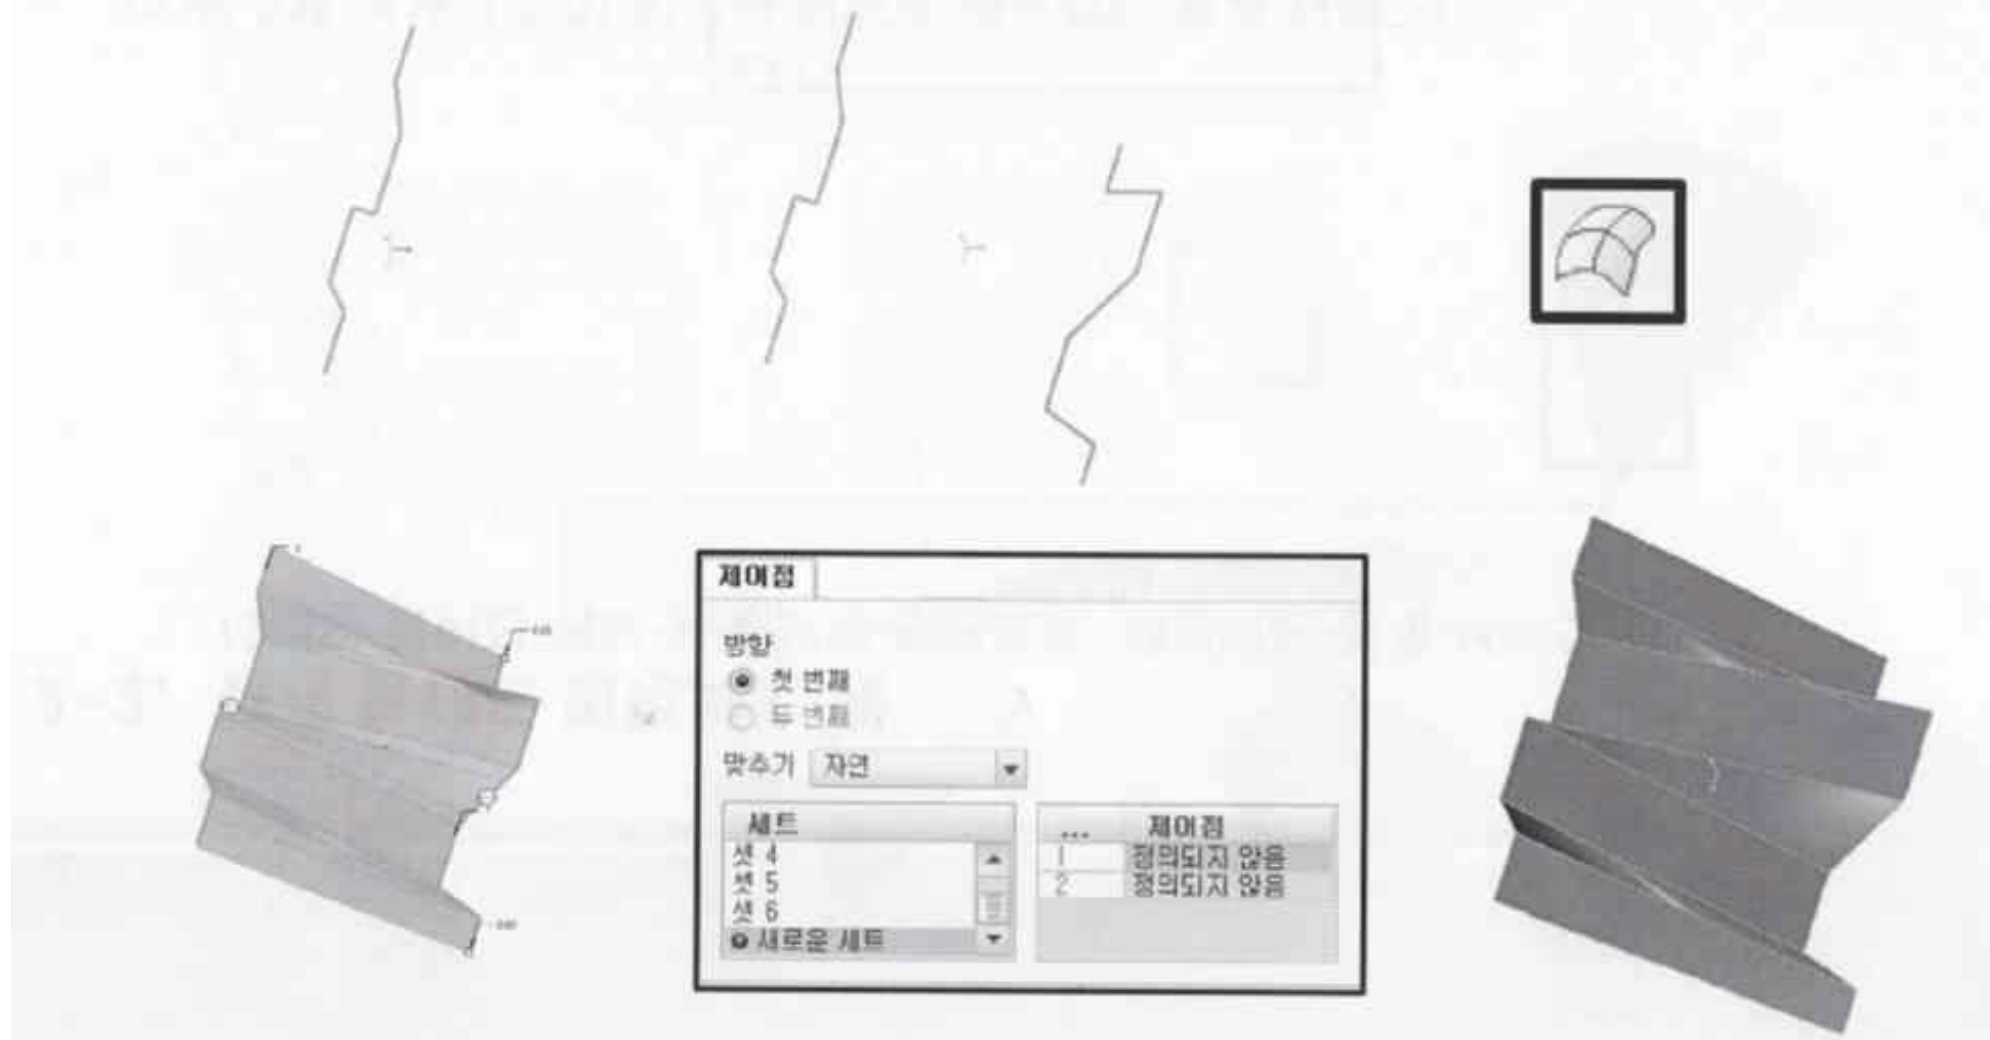 제어점
방향
첫 번째
두 번째
맞추기 자연
세트
셋 4
셋 5
셋 6
새로운 세트
... 제어점
1 정의되지 않음
2 정의되지 않음